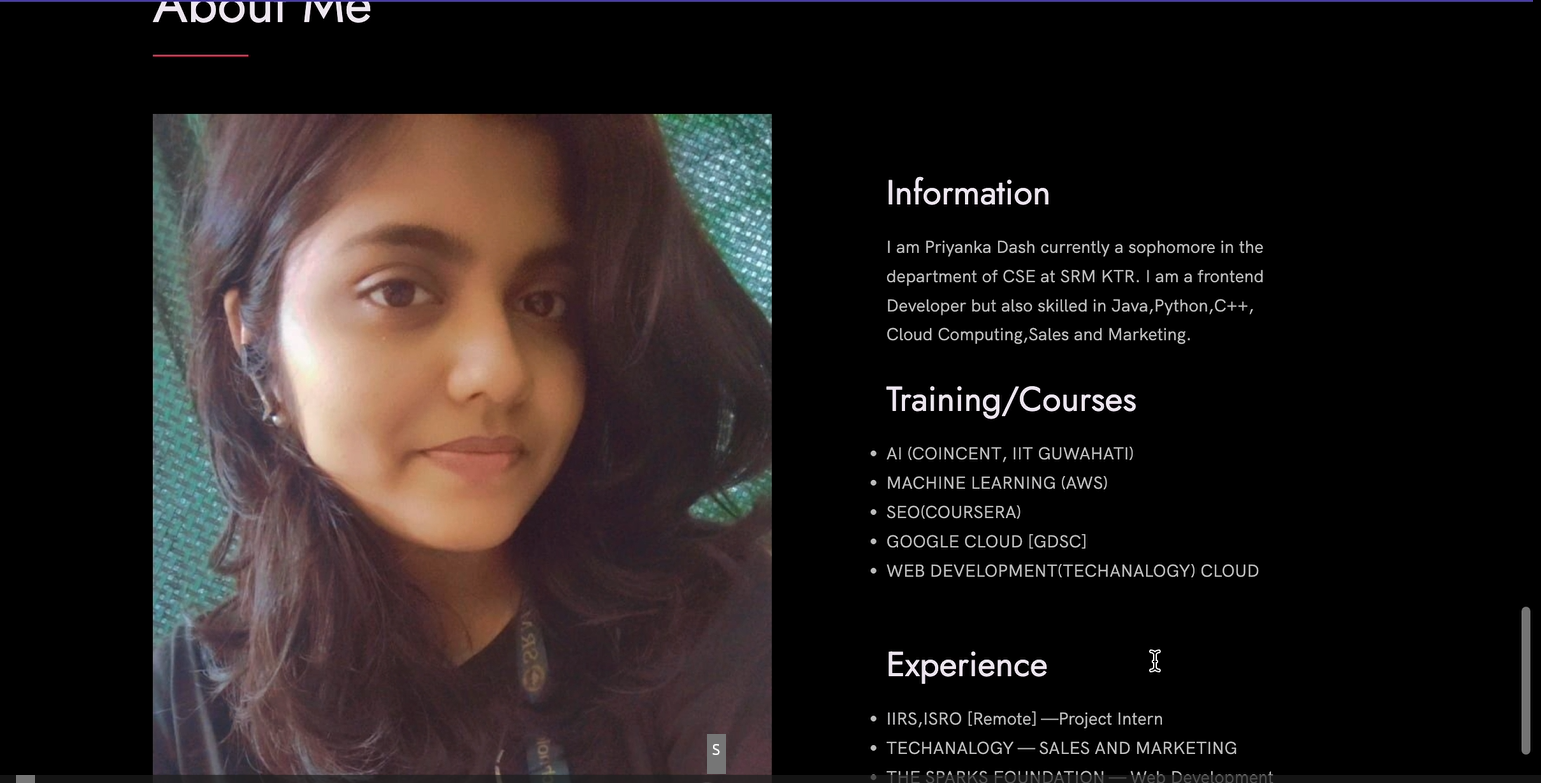 About Me
Information
I am Priyanka Dash currently a sophomore in the
department of CSE at SRM KTR. I am a frontend
Developer but also skilled in Java,Python,C++,
Cloud Computing,Sales and Marketing.
Training/Courses
• AI (COINCENT, IIT GUWAHATI)
• MACHINE LEARNING (AWS)
• SEO(COURSERA)
• GOOGLE CLOUD [GDSC]
• WEB DEVELOPMENT(TECHANALOGY) CLOUD
Experience
• IIRS,ISRO [Remote] —Project Intern
• TECHANALOGY — SALES AND MARKETING
• THE SPARKS FOUNDATION — Web Development
S